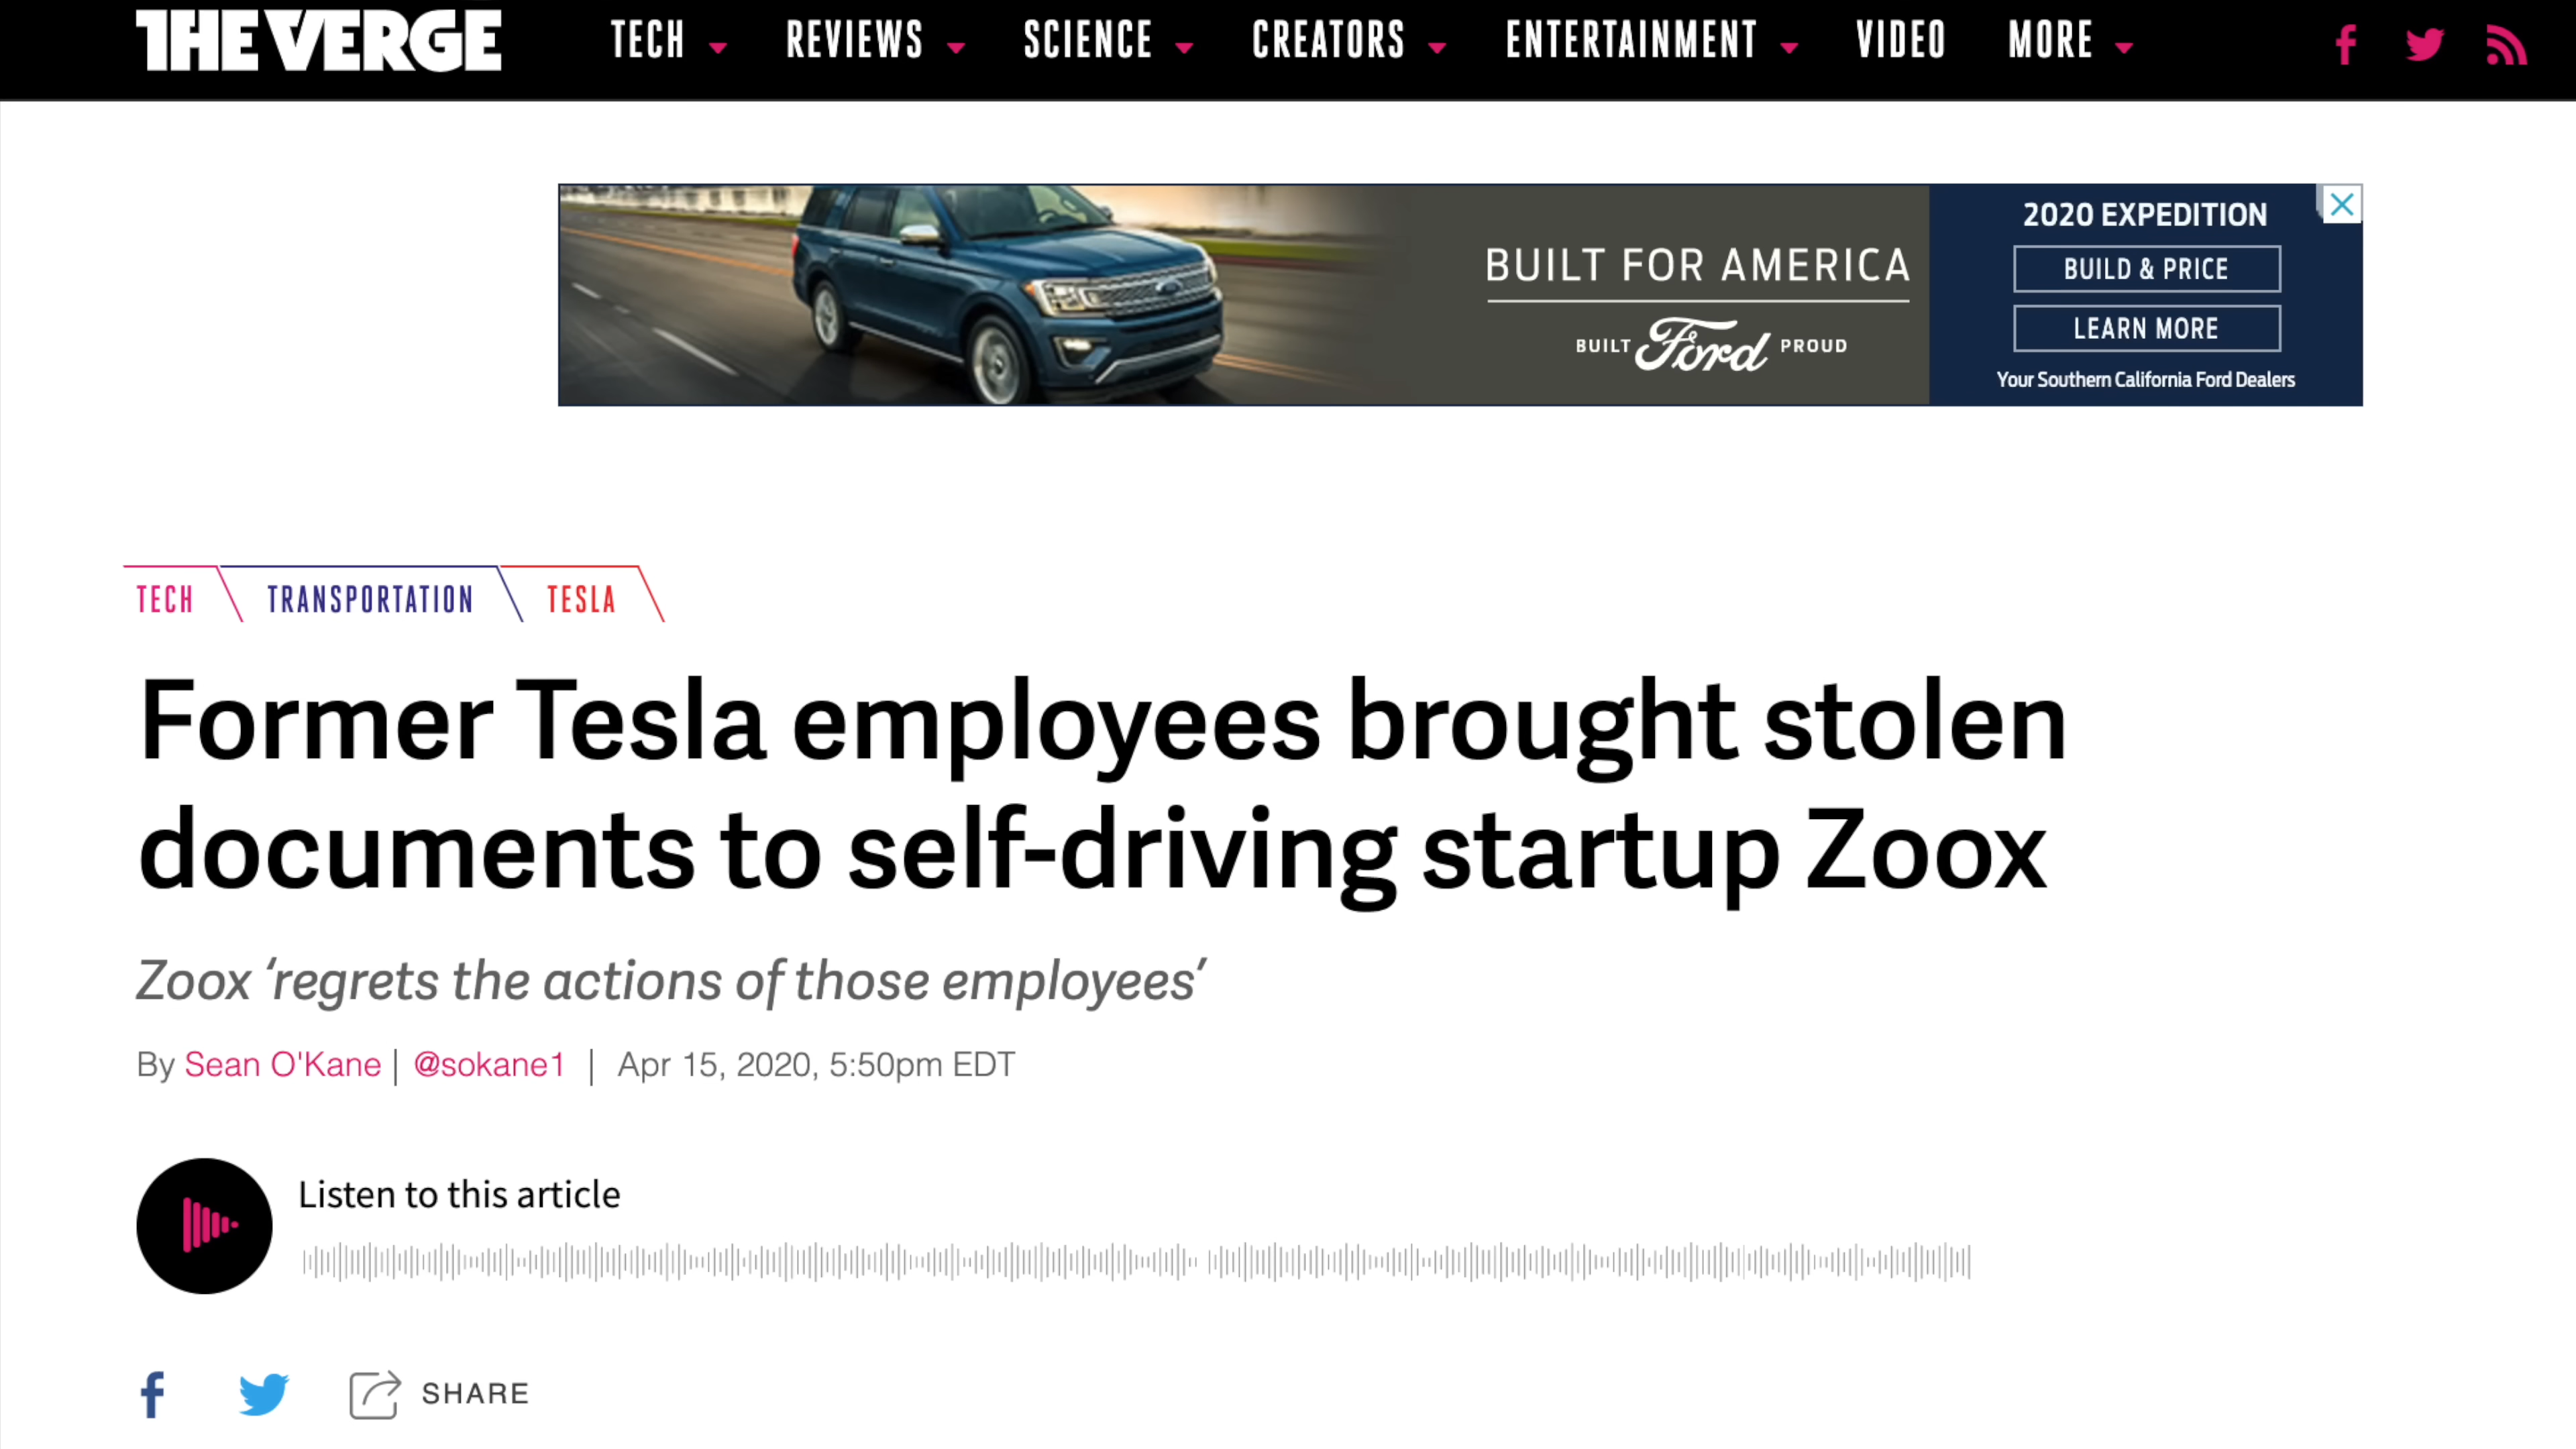 THE VERGE TECH REVIEWS SCIENCE CREATORS ENTERTAINMENT VIDEO MORE
BUILT FOR AMERICA
BUILT Ford PROUD
2020 EXPEDITION
BUILD & PRICE
LEARN MORE
Your Southern California Ford Dealers
TECH TRANSPORTATION TESLA
Former Tesla employees brought stolen
documents to self-driving startup Zoox
Zoox ‘regrets the actions of those employees’
By Sean O'Kane | @sokane1 | Apr 15, 2020, 5:50pm EDT
Listen to this article
SHARE